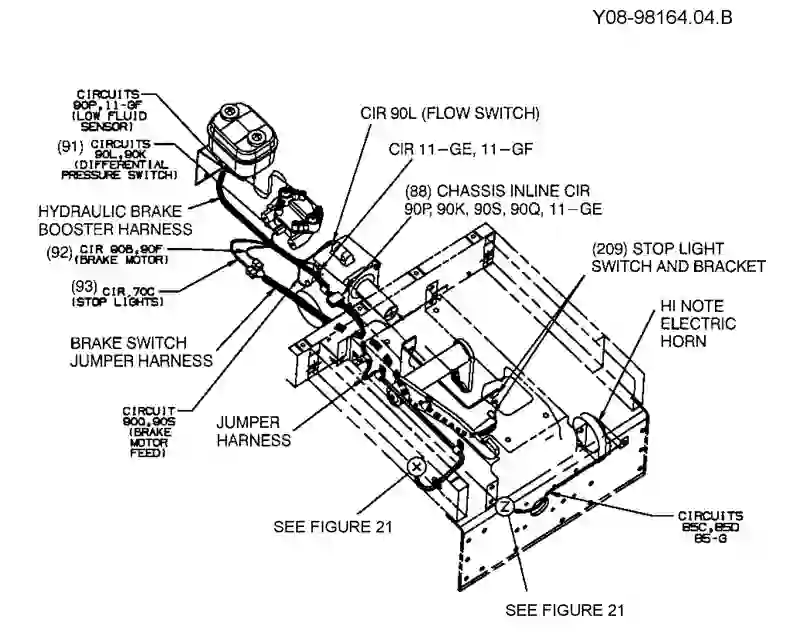 Y08-98164.04.B
CIRCUITS
90P, 11-GF
(LOW FLUID
SENSOR)
(91) CIRCUITS
90L, 90K
(DIFFERENTIAL
PRESSURE SWITCH)
HYDRAULIC BRAKE
BOOSTER HARNESS
(92) CIR 90B, 90F
(BRAKE MOTOR)
(93) CIR, 70C
(STOP LIGHTS)
BRAKE SWITCH
JUMPER HARNESS
CIRCUIT
90Q, 90S
(BRAKE
MOTOR
FEED)
JUMPER
HARNESS
CIR 90L (FLOW SWITCH)
CIR 11-GE, 11-GF
(88) CHASSIS INLINE CIR
90P, 90K, 90S, 90Q, 11-GE
(209) STOP LIGHT
SWITCH AND BRACKET
HI NOTE
ELECTRIC
HORN
X
SEE FIGURE 21
Z
SEE FIGURE 21
CIRCUITS
85C, 85D
85-G